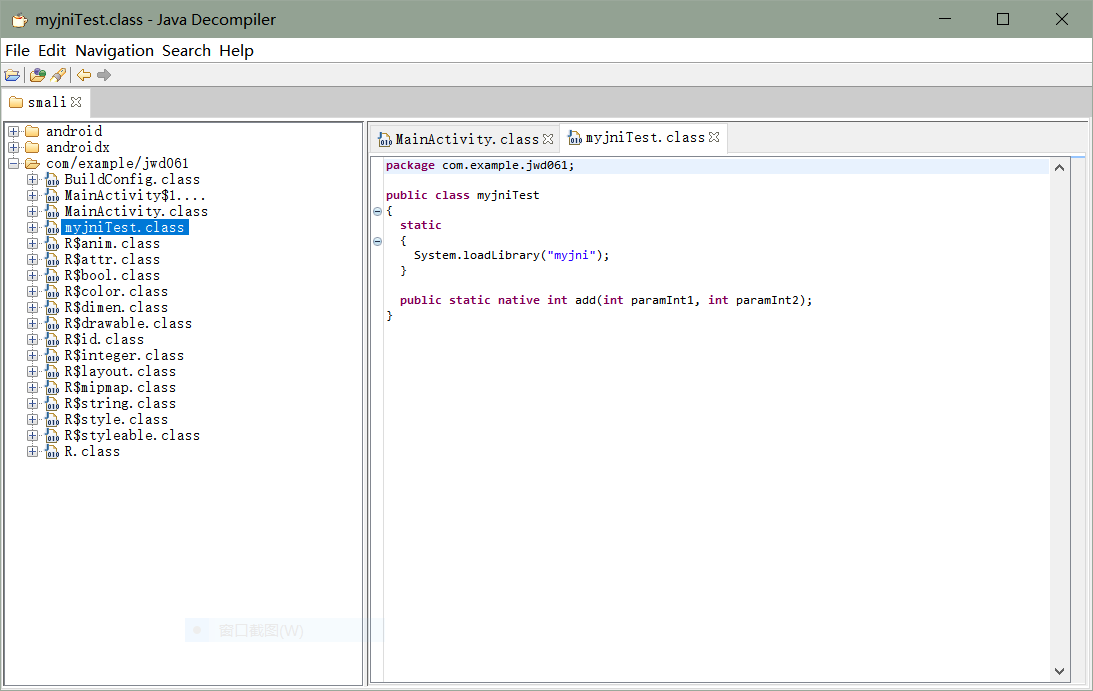 myjniTest.class - Java Decompiler
File Edit Navigation Search Help
smali
android
androidx
com/example/jwd061
BuildConfig.class
MainActivity$1....
MainActivity.class
myjniTest.class
R$anim.class
R$attr.class
R$bool.class
R$color.class
R$dimen.class
R$drawable.class
R$id.class
R$integer.class
R$layout.class
R$mipmap.class
R$string.class
R$style.class
R$styleable.class
R.class
窗口截图(W)
MainActivity.class myjniTest.class
package com.example.jwd061;
public class myjniTest
{
static
{
System.loadLibrary("myjni");
}
public static native int add(int paramInt1, int paramInt2);
}